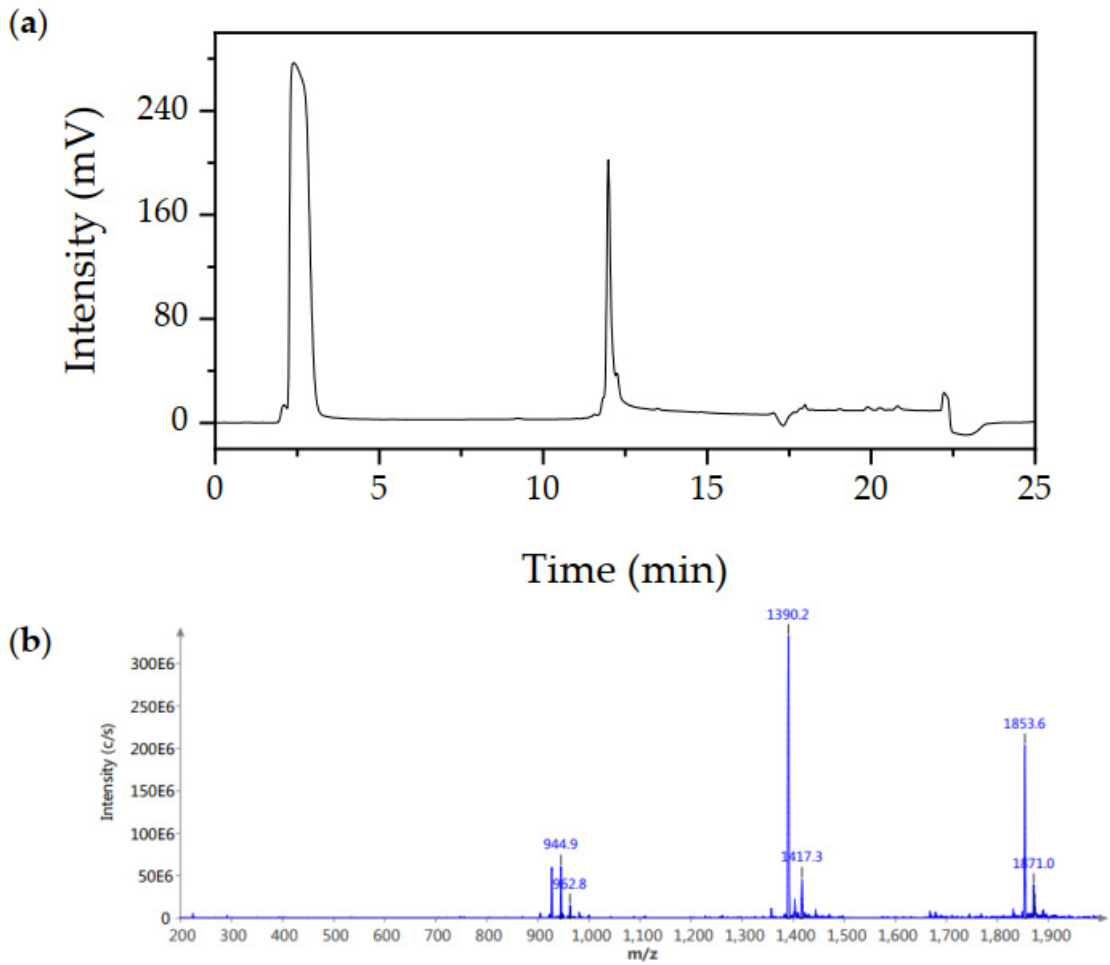 (a)
Intensity (mV)
240
160
80
0
0 5 10 15 20 25
Time (min)
(b)
Intensity (c/s)
300E6
250E6
200E6
150E6
100E6
50E6
0
1390.2
1853.6
944.9
962.8
1417.3
1871.0
200 300 400 500 600 700 800 900 1,000 1,100 1,200 1,300 1,400 1,500 1,600 1,700 1,800 1,900
m/z